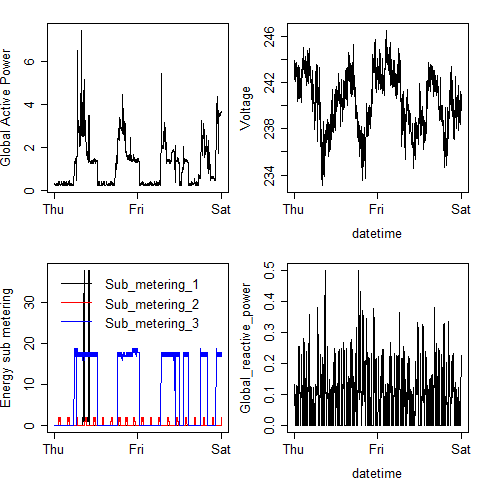 Global Active Power
0 2 4 6
Thu Fri Sat
Voltage
234 238 242 246
Thu Fri Sat
datetime
Energy sub metering
0 10 20 30
Sub_metering_1
Sub_metering_2
Sub_metering_3
Thu Fri Sat
Global_reactive_power
0.0 0.1 0.2 0.3 0.4 0.5
Thu Fri Sat
datetime